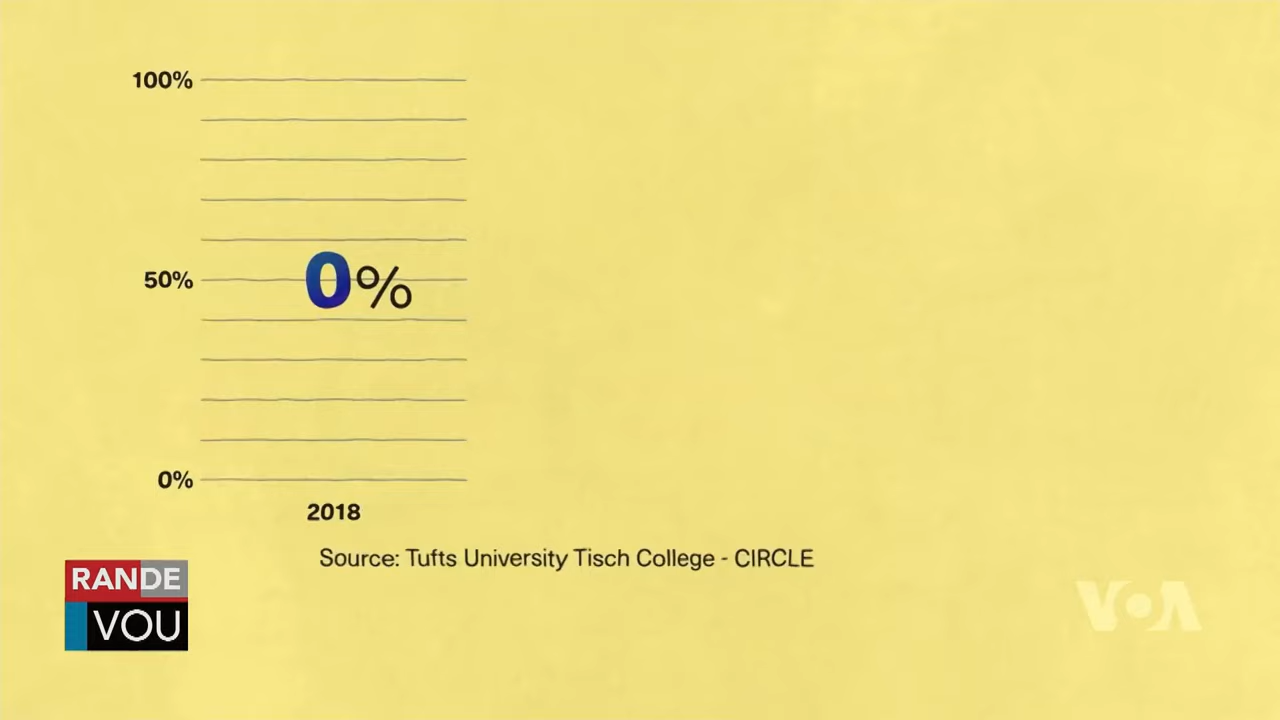 100%
50%
0%
0%
2018
Source: Tufts University Tisch College - CIRCLE
RANDE
VOU
VOA